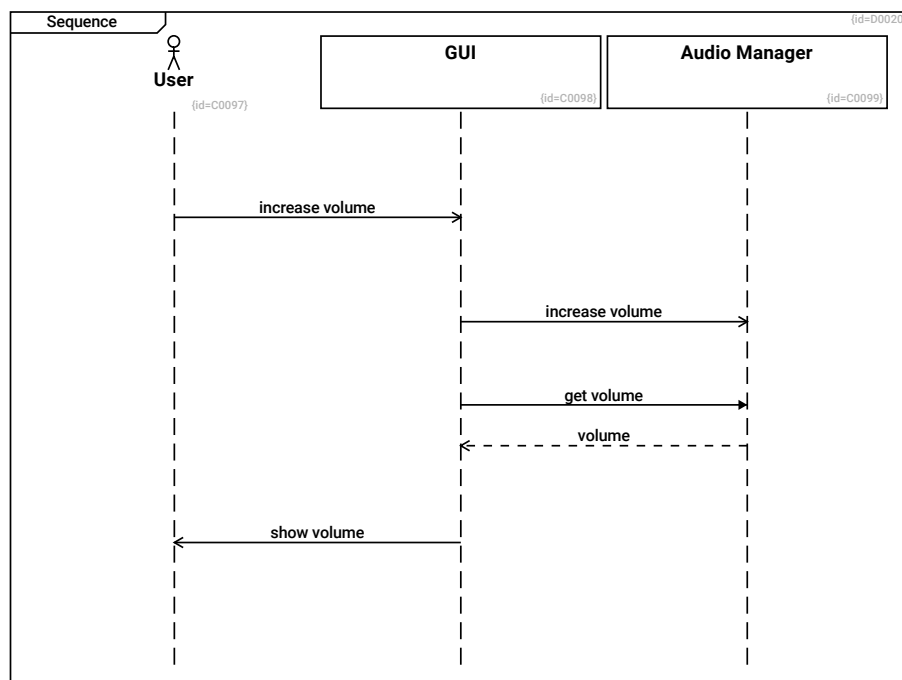 Sequence
{id=D0020
User
{id=C0097}
GUI
{id=C0098}
Audio Manager
{id=C0099}
increase volume
increase volume
get volume
volume
show volume